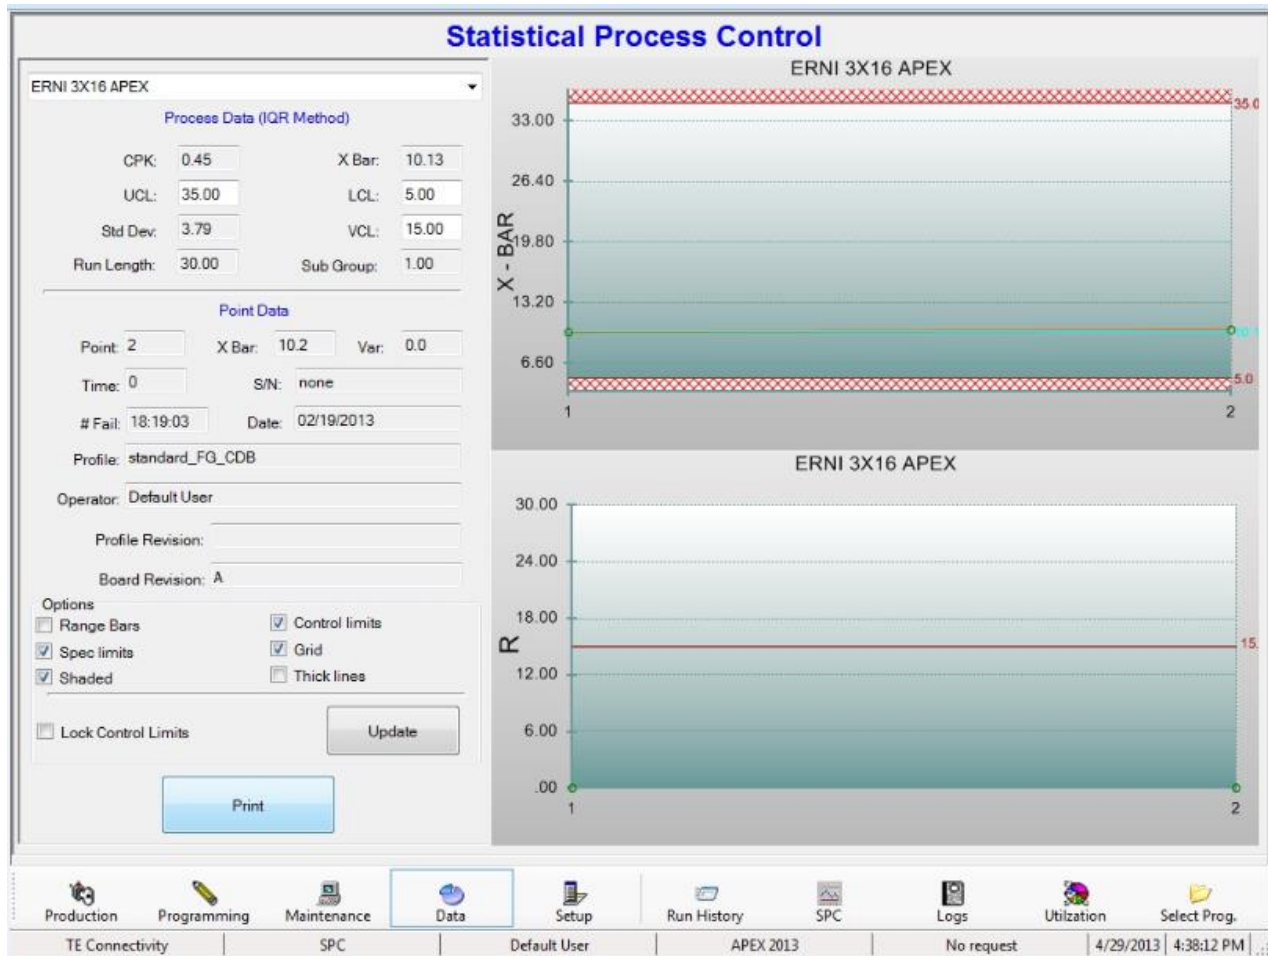 Statistical Process Control
ERNI 3X16 APEX
Process Data (IQR Method)
CPK: 0.45 X Bar: 10.13
UCL: 35.00 LCL: 5.00
Std Dev: 3.79 VCL: 15.00
Run Length: 30.00 Sub Group: 1.00
Point Data
Point: 2 X Bar: 10.2 Var: 0.0
Time: 0 S/N: none
# Fail: 18:19:03 Date: 02/19/2013
Profile: standard_FG_CDB
Operator: Default User
Profile Revision:
Board Revision: A
Options
Range Bars Control limits
Spec limits Grid
Shaded Thick lines
Lock Control Limits Update
Print
ERNI 3X16 APEX
X - BAR
33.00
26.40
19.80
13.20
6.60
35.0
5.0
1 2
ERNI 3X16 APEX
R
30.00
24.00
18.00
12.00
6.00
.00
15.
1 2
Production Programming Maintenance Data Setup Run History SPC Logs Utilzation Select Prog.
TE Connectivity SPC Default User APEX 2013 No request 4/29/2013 4:38:12 PM